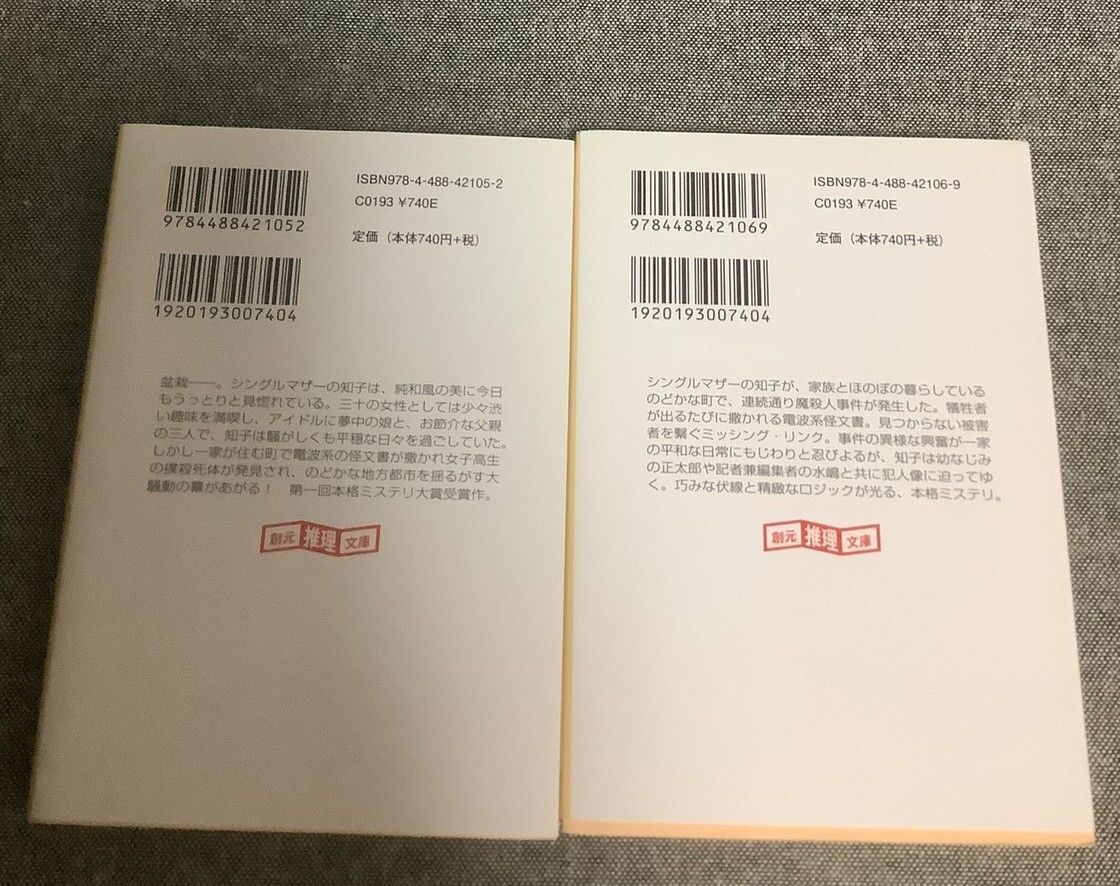 ISBN978-4-488-42105-2
C0193 ¥740E
9784488421052
定価（本体740円+税）
1920193007404
盆栽――。シングルマザーの知子は、純和風の美に今日
もうっとりと見惚れている。三十の女性としては少々渋
い趣味を満喫し、アイドルに夢中の娘と、お節介な父親
の三人で、知子は騒がしくも平穏な日々を過ごしていた。
しかし一家が住む町で電波系の怪文書が撒かれ女子高生
の撲殺死体が発見され、のどかな地方都市を揺るがす大
騒動の幕があがる！　第一回本格ミステリ大賞受賞作。
創元推理文庫
ISBN978-4-488-42106-9
C0193 ¥740E
9784488421069
定価（本体740円+税）
1920193007404
シングルマザーの知子が、家族とほのぼの暮らしている
のどかな町で、連続通り魔殺人事件が発生した。犠牲者
が出るたびに撒かれる電波系怪文書。見つからない被害
者を繋ぐミッシング・リンク。事件の異様な興奮が一家
の平和な日常にもじわりと忍びよるが、知子は幼なじみ
の正太郎や記者兼編集者の水嶋と共に犯人像に迫ってゆ
く。巧みな伏線と精緻なロジックが光る、本格ミステリ。
創元推理文庫